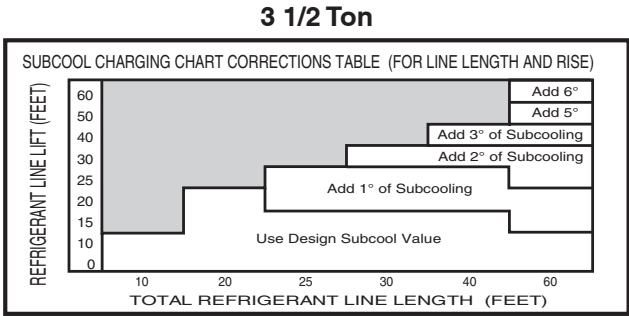 3 1/2 Ton
SUBCOOL CHARGING CHART CORRECTIONS TABLE (FOR LINE LENGTH AND RISE)
REFRIGERANT LINE LIFT (FEET)
60
50
40
30
25
20
15
10
0
Add 6°
Add 5°
Add 3° of Subcooling
Add 2° of Subcooling
Add 1° of Subcooling
Use Design Subcool Value
10 20 25 30 40 60
TOTAL REFRIGERANT LINE LENGTH (FEET)